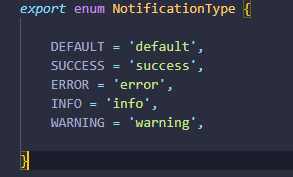 export enum NotificationType {
DEFAULT = 'default',
SUCCESS = 'success',
ERROR = 'error',
INFO = 'info',
WARNING = 'warning',
}